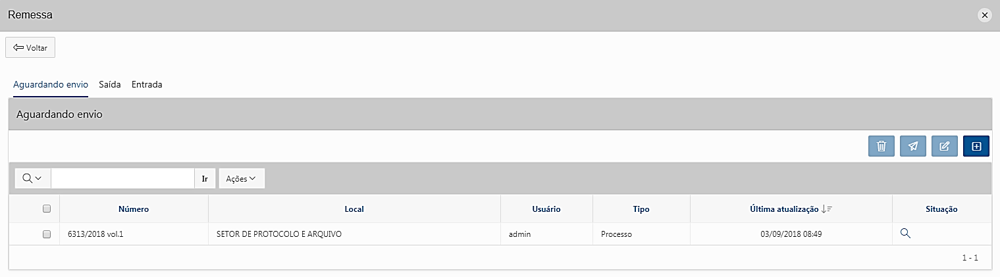 Remessa
Voltar
Aguardando envio Saída Entrada
Aguardando envio
Ir Ações
Número Local Usuário Tipo Última atualização Situação
6313/2018 vol.1 SETOR DE PROTOCOLO E ARQUIVO admin Processo 03/09/2018 08:49
1 - 1